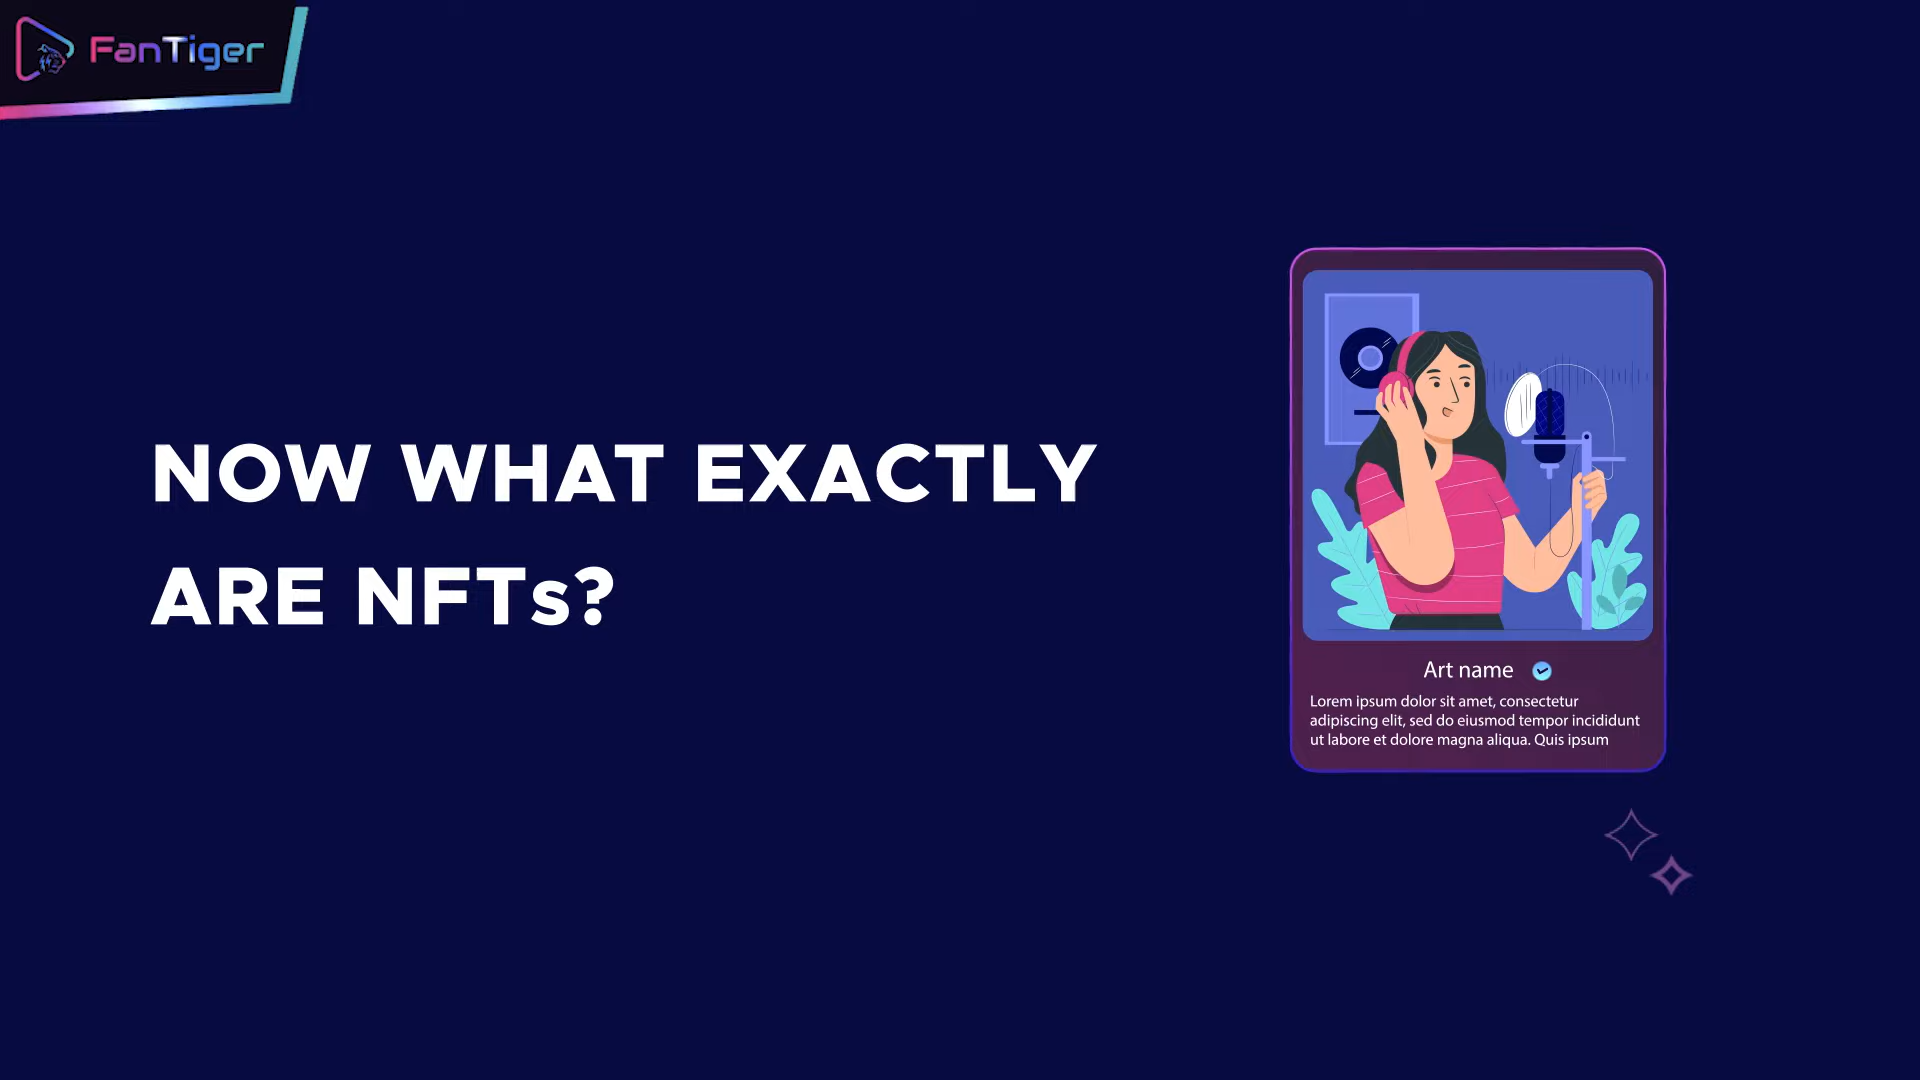 FanTiger
NOW WHAT EXACTLY
ARE NFTs?
Art name
Lorem ipsum dolor sit amet, consectetur
adipiscing elit, sed do eiusmod tempor incididunt
ut labore et dolore magna aliqua. Quis ipsum